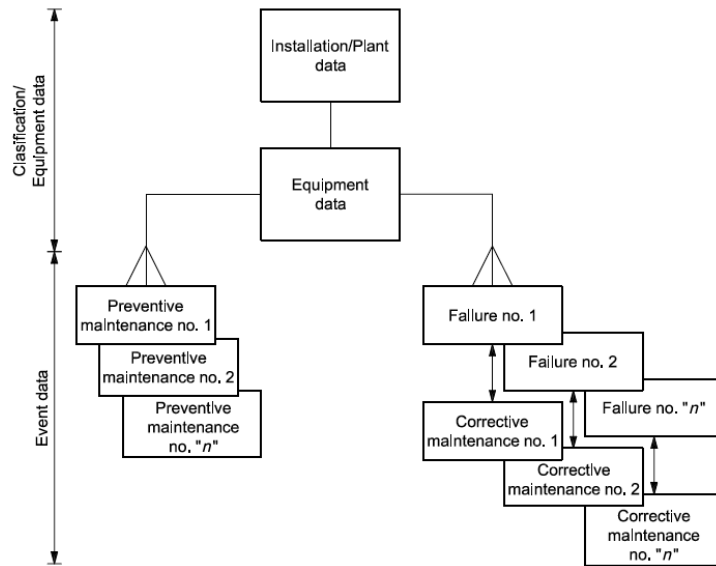 Clasification/
Equipment data
Installation/Plant
data
Equipment
data
Event data
Preventive
maintenance no. 1
Preventive
maintenance no. 2
Preventive
maintenance
no. "n"
Failure no. 1
Failure no. 2
Failure no. "n"
Corrective
maintenance no. 1
Corrective
maintenance no. 2
Corrective
maintenance
no. "n"